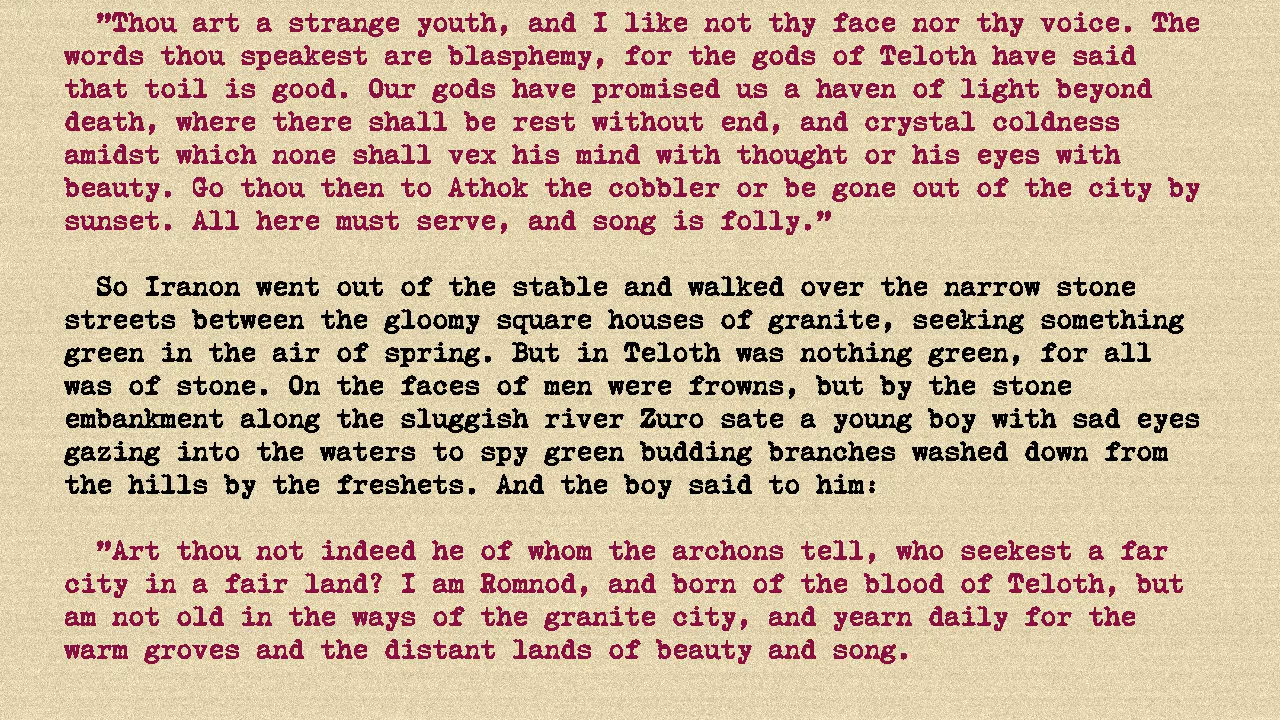 ”Thou art a strange youth, and I like not thy face nor thy voice. The
words thou speakest are blasphemy, for the gods of Teloth have said
that toil is good. Our gods have promised us a haven of light beyond
death, where there shall be rest without end, and crystal coldness
amidst which none shall vex his mind with thought or his eyes with
beauty. Go thou then to Athok the cobbler or be gone out of the city by
sunset. All here must serve, and song is folly.”
So Iranon went out of the stable and walked over the narrow stone
streets between the gloomy square houses of granite, seeking something
green in the air of spring. But in Teloth was nothing green, for all
was of stone. On the faces of men were frowns, but by the stone
embankment along the sluggish river Zuro sate a young boy with sad eyes
gazing into the waters to spy green budding branches washed down from
the hills by the freshets. And the boy said to him:
”Art thou not indeed he of whom the archons tell, who seekest a far
city in a fair land? I am Romnod, and born of the blood of Teloth, but
am not old in the ways of the granite city, and yearn daily for the
warm groves and the distant lands of beauty and song.